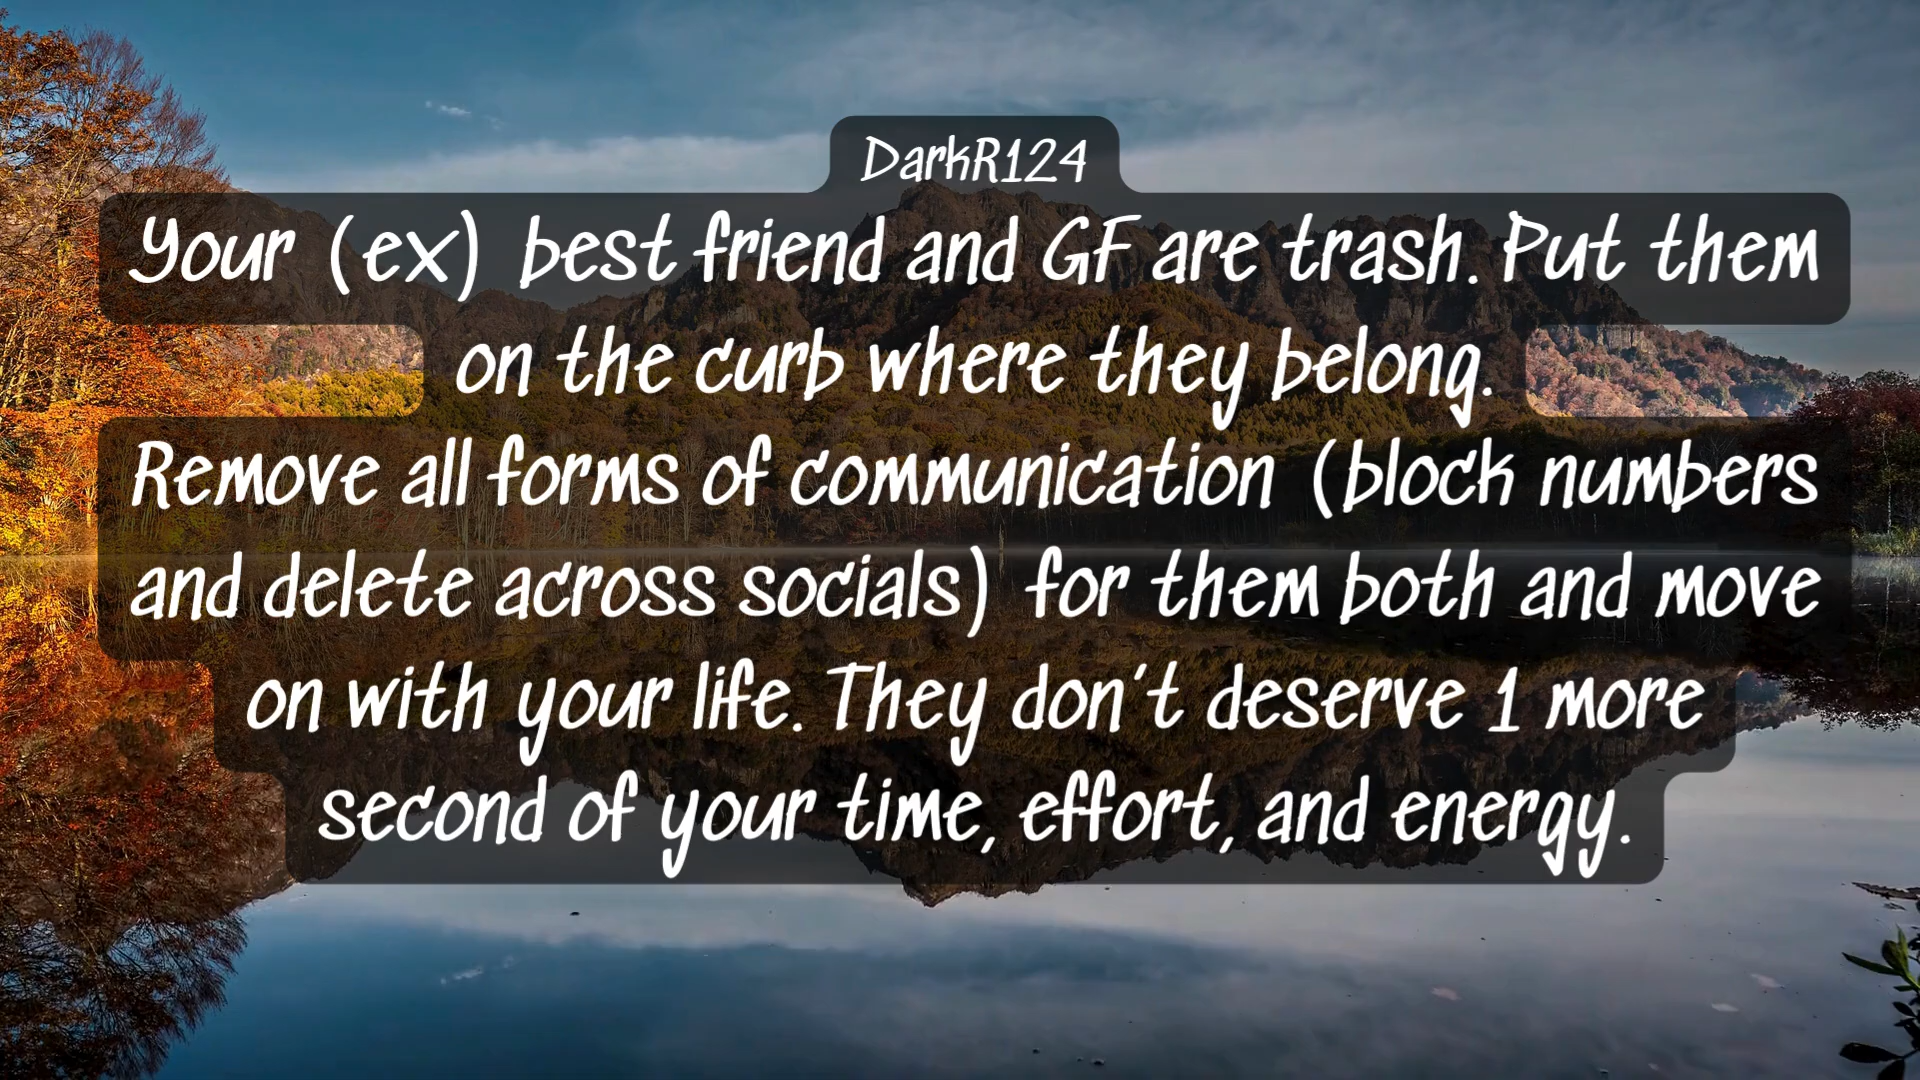 DarkR124
Your (ex) best friend and GF are trash. Put them
on the curb where they belong.
Remove all forms of communication (block numbers
and delete across socials) for them both and move
on with your life. They don't deserve 1 more
second of your time, effort, and energy.